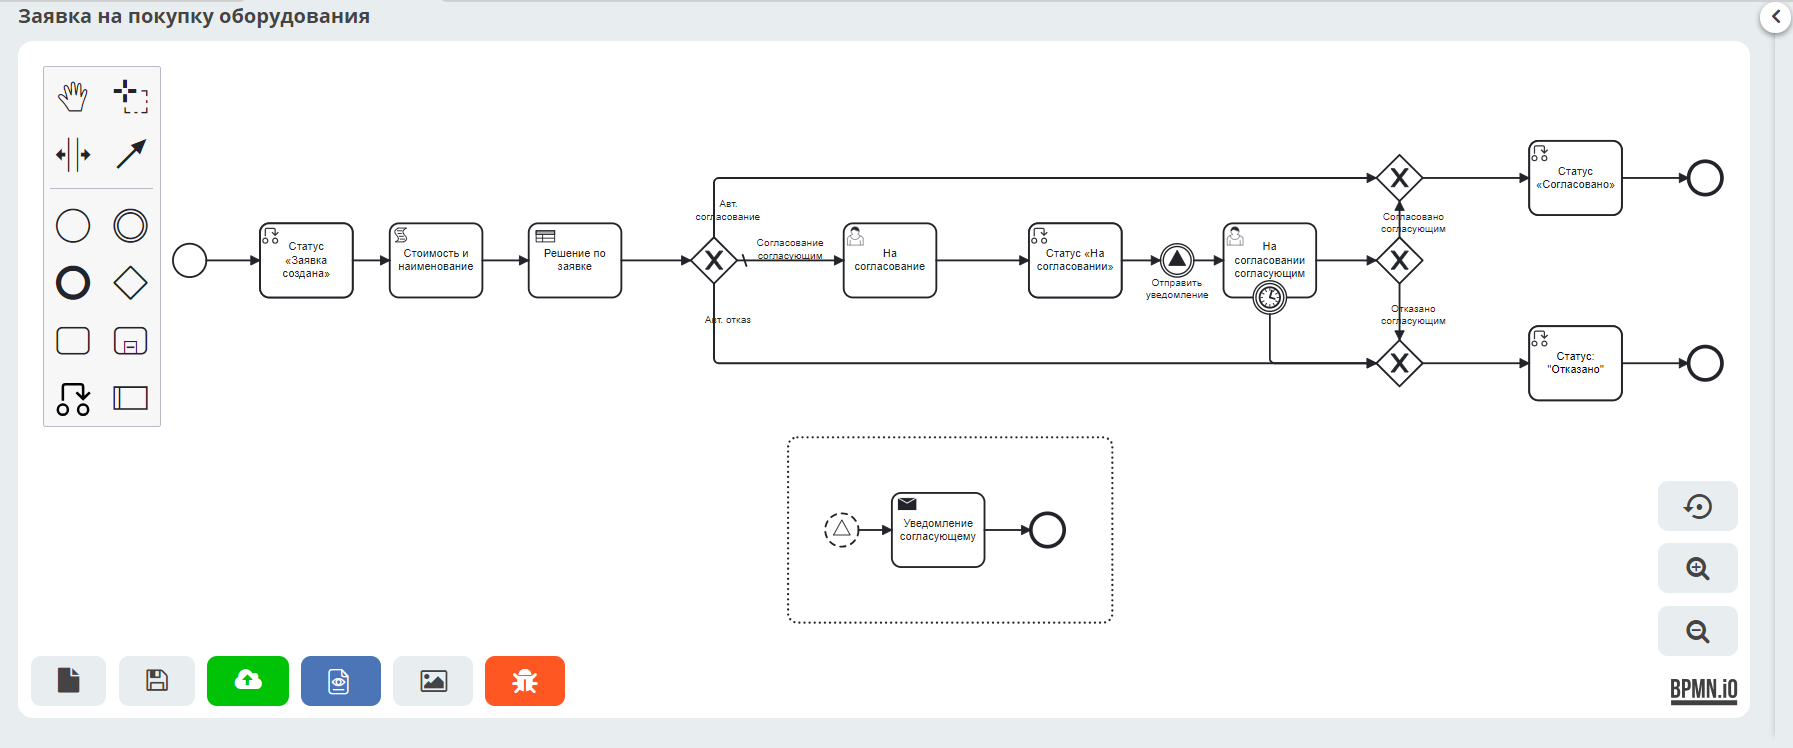 Заявка на покупку оборудования
Статус
«Заявка
создана»
Стоимость и
наименование
Решение по
заявке
Авт.
согласование
Согласование
согласующим
Авт. отказ
На
согласование
Статус «На
согласовании»
Отправить
уведомление
На
согласовании
согласующим
Согласовано
согласующим
Отказано
согласующим
Статус
«Согласовано»
Статус:
"Отказано"
Уведомление
согласующему
BPMN.iO